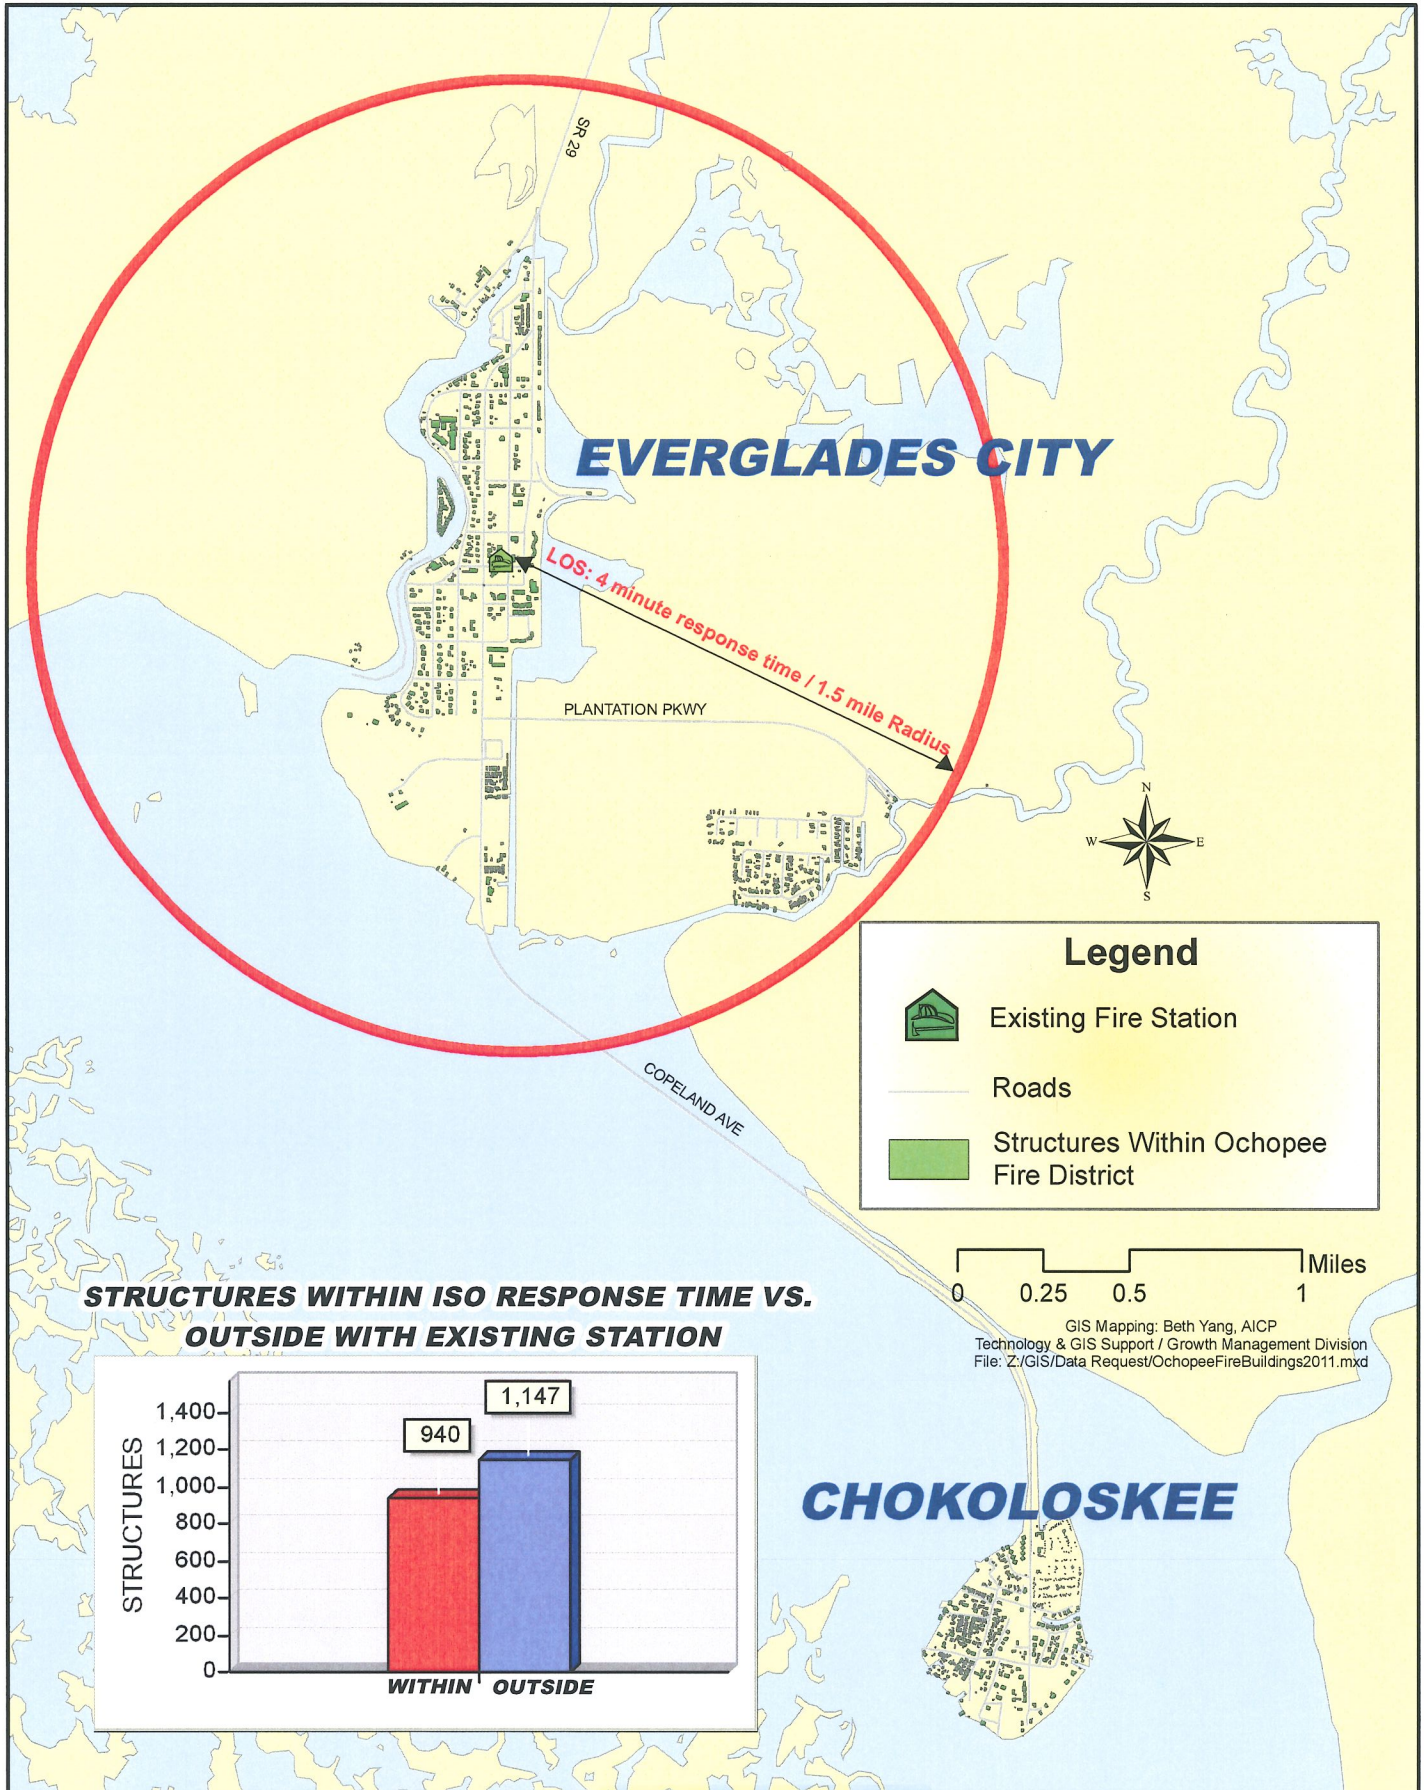 SR 29
EVERGLADES CITY
LOS: 4 minute response time / 1.5 mile Radius
PLANTATION PKWY
N
W
E
S
Legend
Existing Fire Station
Roads
Structures Within Ochopee
Fire District
COPELAND AVE
Miles
0 0.25 0.5 1
GIS Mapping: Beth Yang, AICP
Technology & GIS Support / Growth Management Division
File: Z:/GIS/Data Request/OchopeeFireBuildings2011.mxd
STRUCTURES WITHIN ISO RESPONSE TIME VS.
OUTSIDE WITH EXISTING STATION
STRUCTURES
1,400
1,200
1,000
800
600
400
200
0
940
1,147
WITHIN OUTSIDE
CHOKOLOSKEE